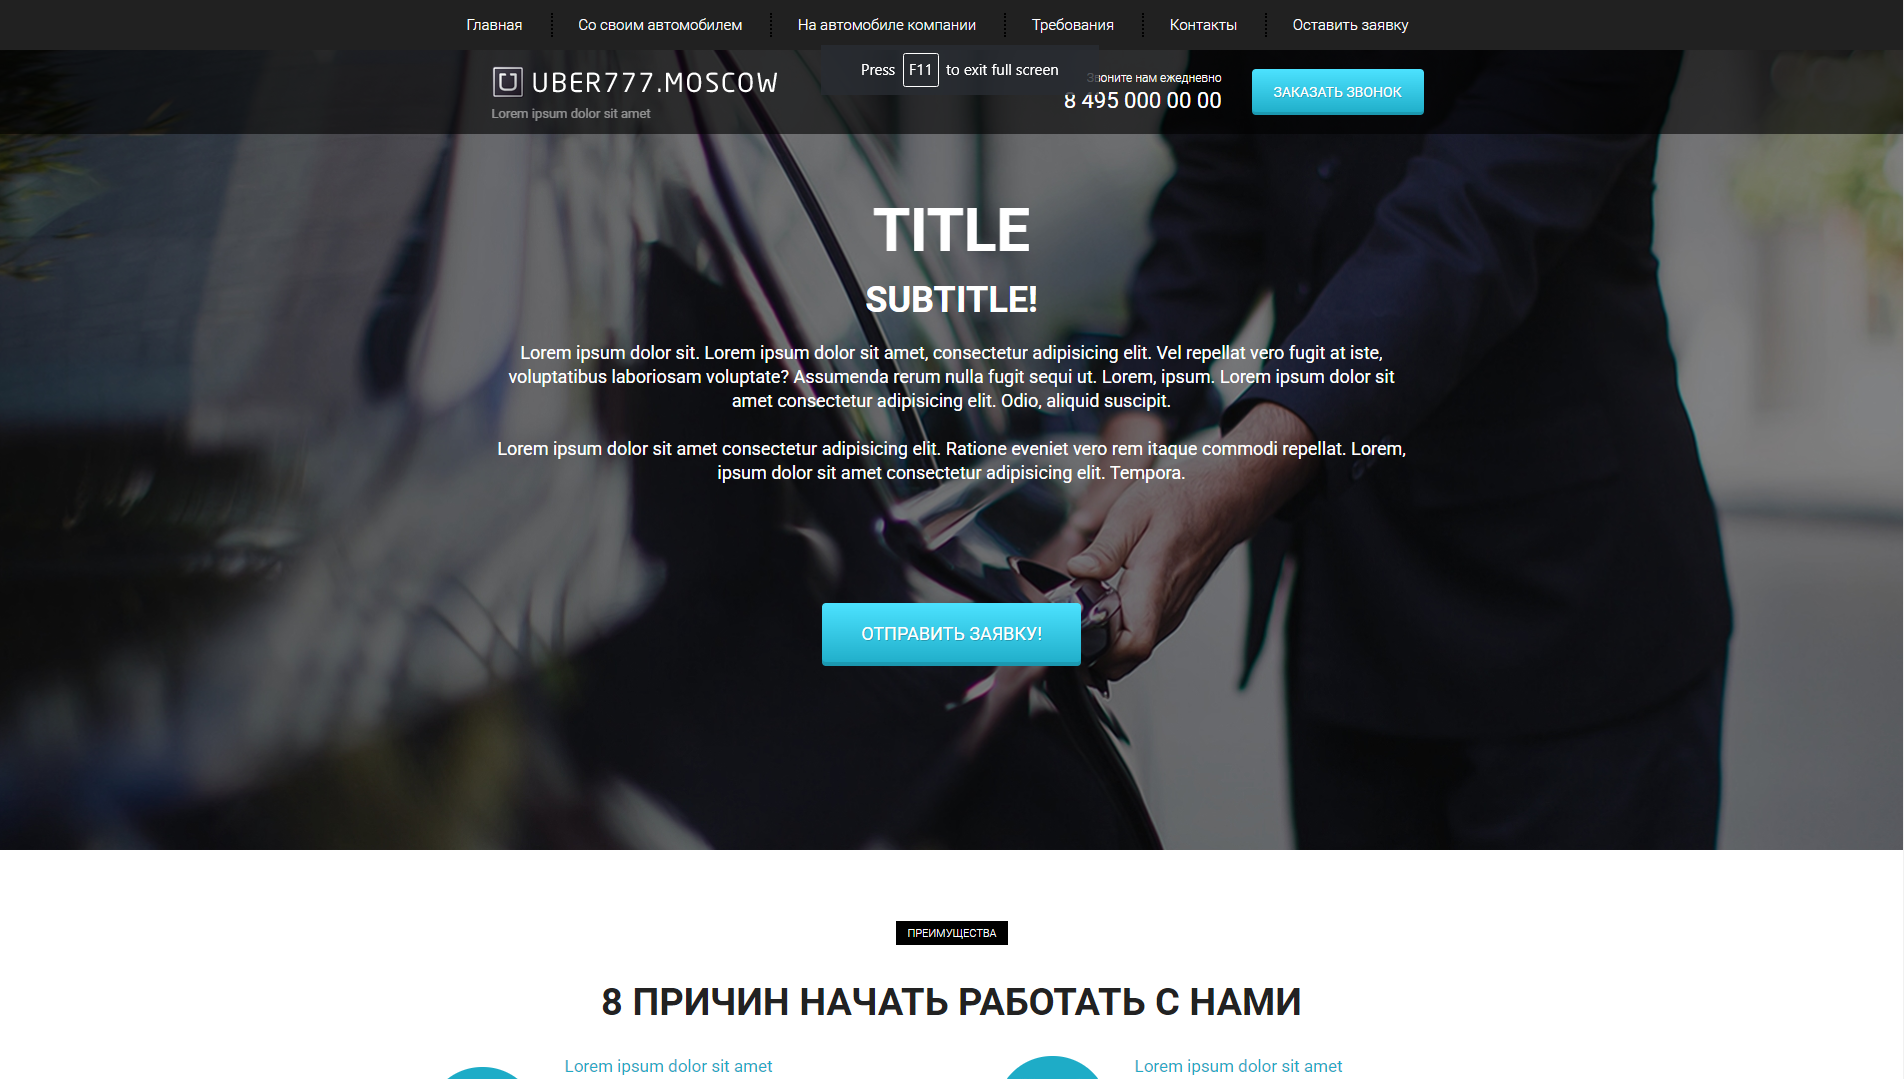 Главная
Со своим автомобилем
На автомобиле компании
Требования
Контакты
Оставить заявку
Press F11 to exit full screen
UBER777.MOSCOW
Lorem ipsum dolor sit amet
Звоните нам ежедневно
8 495 000 00 00
ЗАКАЗАТЬ ЗВОНОК
TITLE
SUBTITLE!
Lorem ipsum dolor sit. Lorem ipsum dolor sit amet, consectetur adipisicing elit. Vel repellat vero fugit at iste,
voluptatibus laboriosam voluptate? Assumenda rerum nulla fugit sequi ut. Lorem, ipsum. Lorem ipsum dolor sit
amet consectetur adipisicing elit. Odio, aliquid suscipit.
Lorem ipsum dolor sit amet consectetur adipisicing elit. Ratione eveniet vero rem itaque commodi repellat. Lorem,
ipsum dolor sit amet consectetur adipisicing elit. Tempora.
ОТПРАВИТЬ ЗАЯВКУ!
ПРЕИМУЩЕСТВА
8 ПРИЧИН НАЧАТЬ РАБОТАТЬ С НАМИ
Lorem ipsum dolor sit amet
Lorem ipsum dolor sit amet